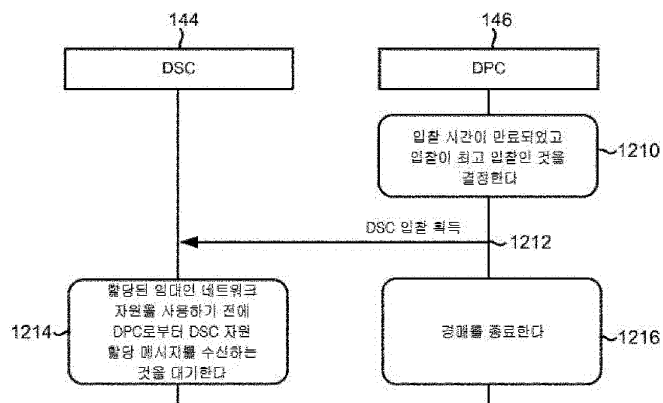 144
146
DSC
DPC
입찰 시간이 만료되었고
입찰이 최고 입찰인 것을
결정한다
1210
DSC 입찰 획득
1212
할당된 임대인 네트워크
자원을 사용하기 전에
DPC로부터 DSC 자원
할당 메시지를 수신하는
것을 대기한다
1214
경매를 종료한다
1216